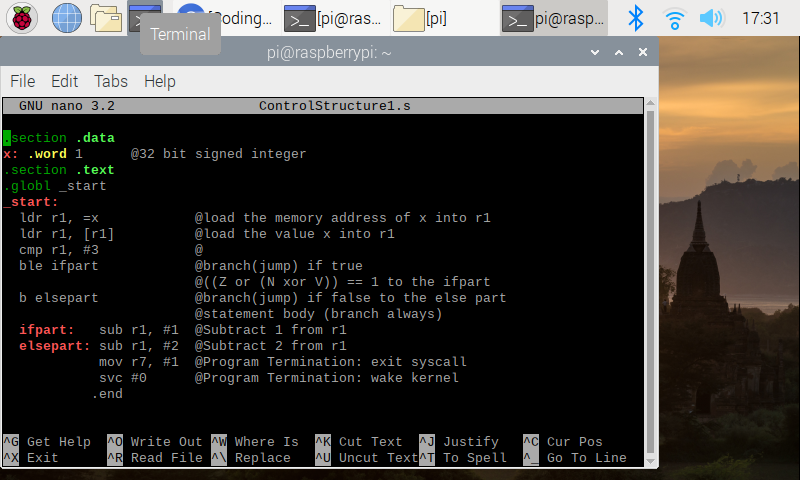 [Coding... [pi@ras... [pi] pi@rasp... 17:31
Terminal
pi@raspberrypi: ~
File Edit Tabs Help
GNU nano 3.2 ControlStructure1.s
.section .data
x: .word 1 @32 bit signed integer
.section .text
.globl _start
_start:
ldr r1, =x @load the memory address of x into r1
ldr r1, [r1] @load the value x into r1
cmp r1, #3 @
ble ifpart @branch(jump) if true
@((Z or (N xor V)) == 1 to the ifpart
b elsepart @branch(jump) if false to the else part
@statement body (branch always)
ifpart: sub r1, #1 @Subtract 1 from r1
elsepart: sub r1, #2 @Subtract 2 from r1
mov r7, #1 @Program Termination: exit syscall
svc #0 @Program Termination: wake kernel
.end
^G Get Help ^O Write Out ^W Where Is ^K Cut Text ^J Justify ^C Cur Pos
^X Exit ^R Read File ^\ Replace ^U Uncut Text ^T To Spell ^_ Go To Line